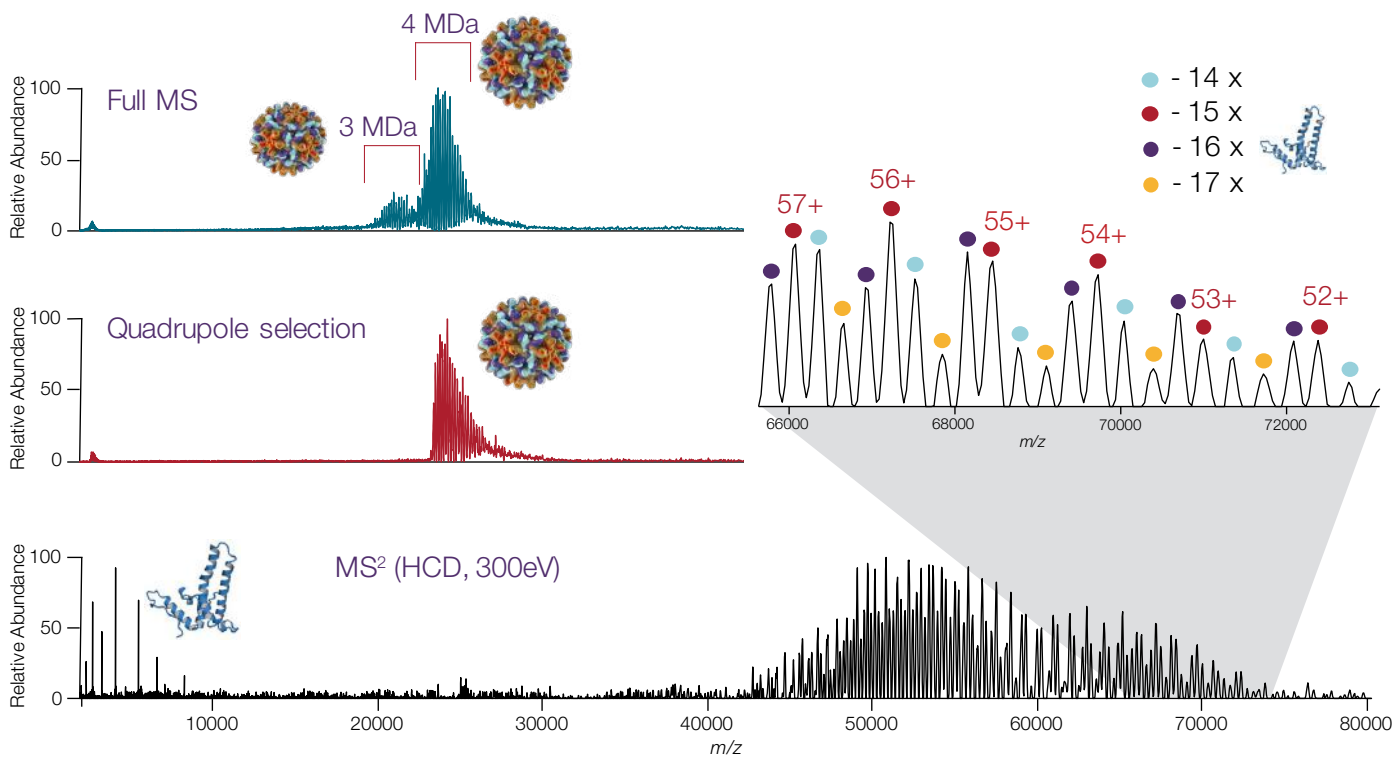 4 MDa
Full MS
3 MDa
Relative Abundance
100
50
0
- 14 x
- 15 x
- 16 x
- 17 x
57+
56+
55+
54+
53+
52+
66000
68000
70000
72000
m/z
Quadrupole selection
Relative Abundance
100
50
0
MS² (HCD, 300eV)
Relative Abundance
100
50
0
10000
20000
30000
40000
50000
60000
70000
80000
m/z